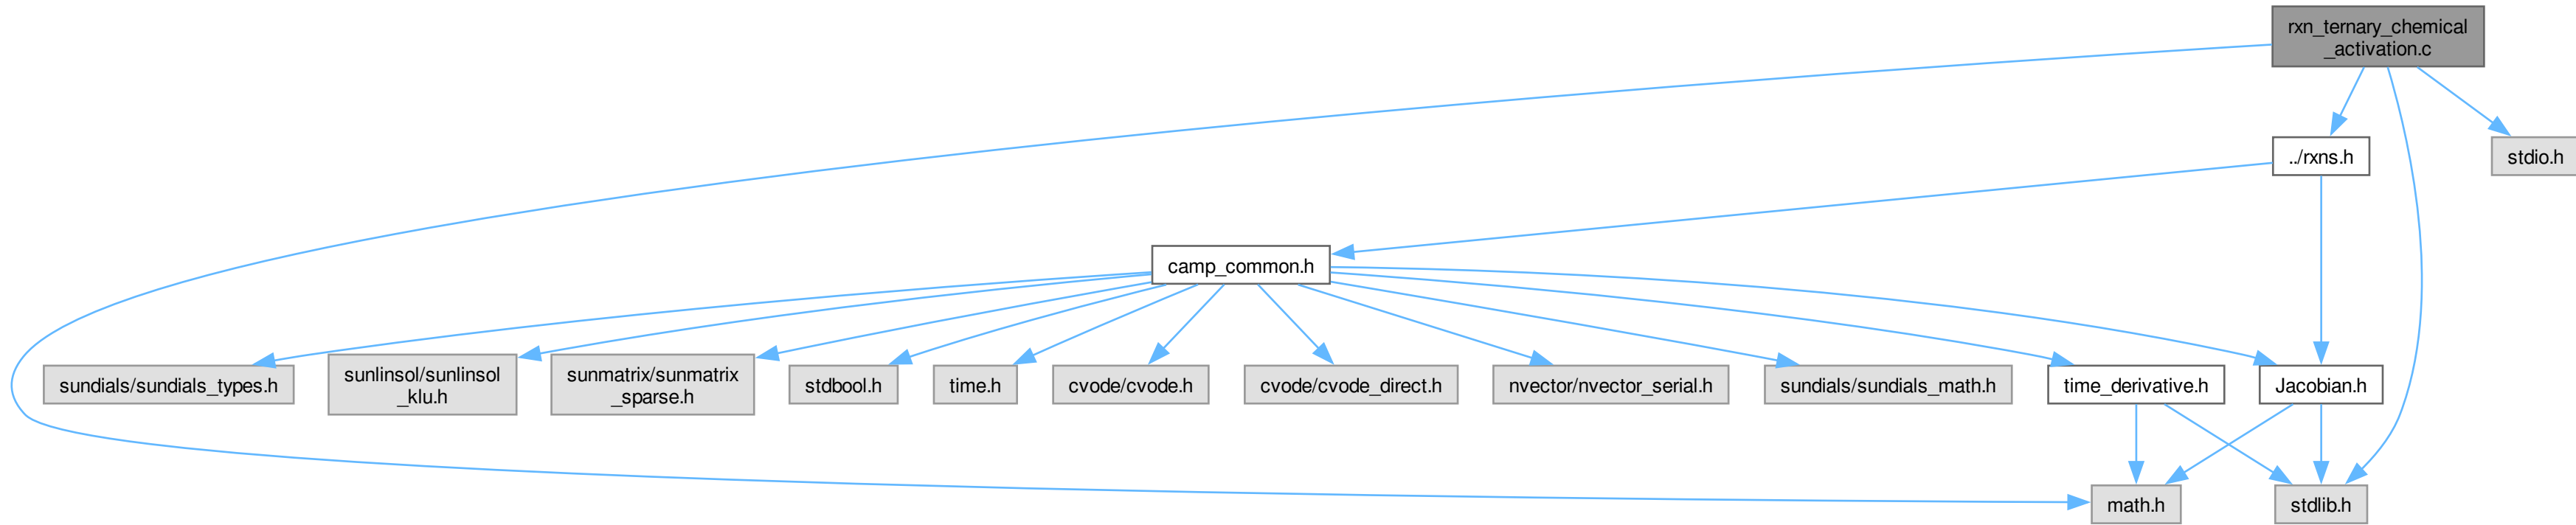 rxn_ternary_chemical
_activation.c
../rxns.h
stdio.h
camp_common.h
sundials/sundials_types.h
sunlinsol/sunlinsol
_klu.h
sunmatrix/sunmatrix
_sparse.h
stdbool.h
time.h
cvode/cvode.h
cvode/cvode_direct.h
nvector/nvector_serial.h
sundials/sundials_math.h
time_derivative.h
Jacobian.h
math.h
stdlib.h